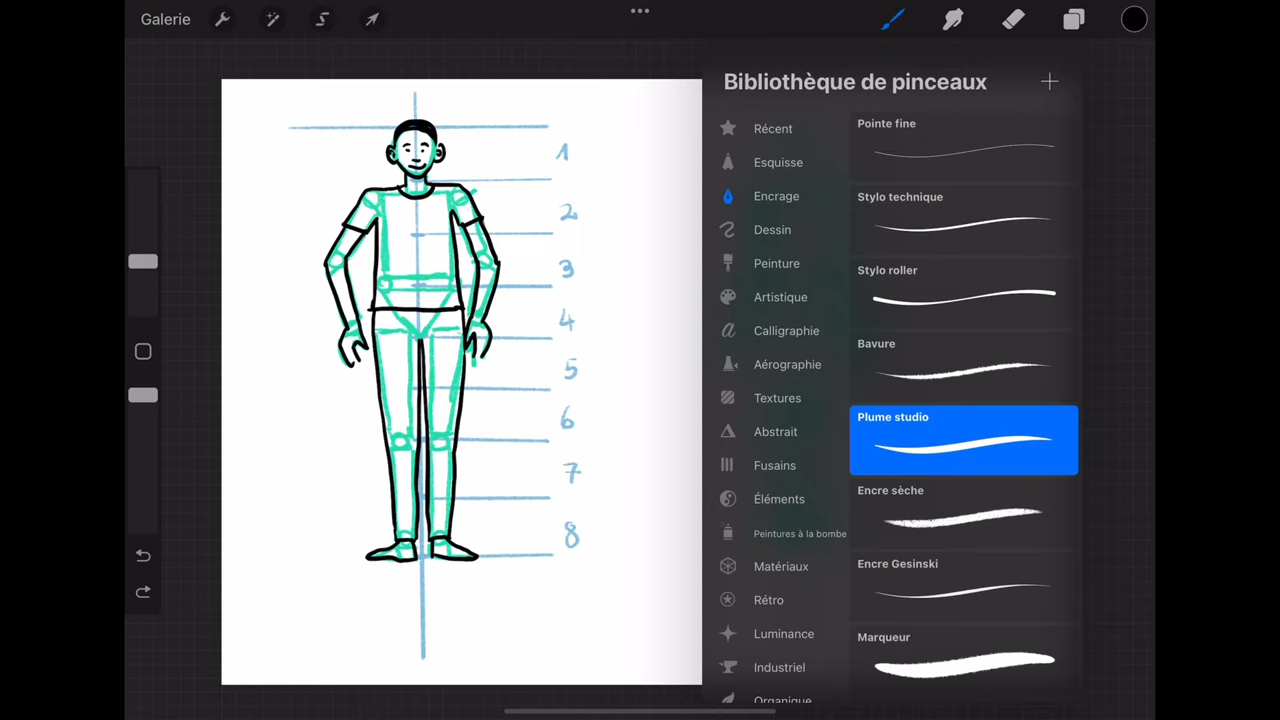 Galerie
Bibliothèque de pinceaux
Récent
Esquisse
Encrage
Dessin
Peinture
Artistique
Calligraphie
Aérographie
Textures
Abstrait
Fusains
Éléments
Peintures à la bombe
Matériaux
Rétro
Luminance
Industriel
Organique
Pointe fine
Stylo technique
Stylo roller
Bavure
Plume studio
Encre sèche
Encre Gesinski
Marqueur
1
2
3
4
5
6
7
8